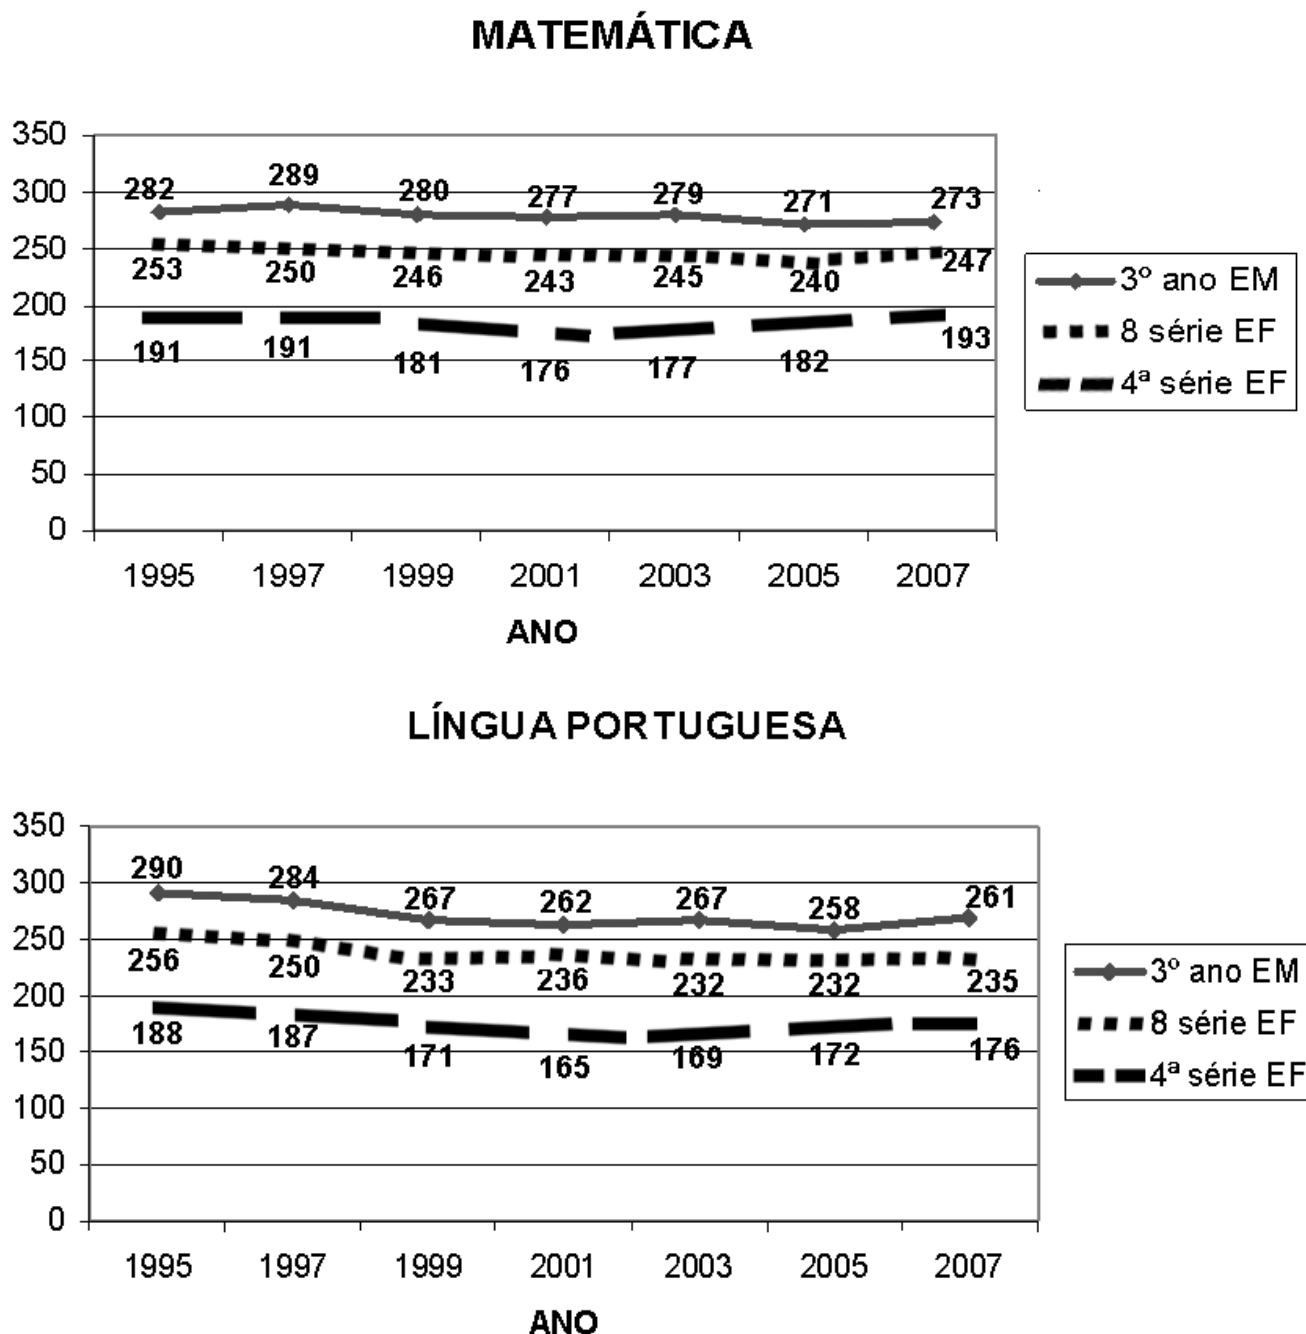 MATEMÁTICA
350
300
250
200
150
100
50
0
282 289 280 277 279 271 273
253 250 246 243 245 240 247
191 191 181 176 177 182 193
1995 1997 1999 2001 2003 2005 2007
ANO
3º ano EM
8 série EF
4ª série EF
LÍNGUA PORTUGUESA
350
300
250
200
150
100
50
0
290 284 267 262 267 258 261
256 250 233 236 232 232 235
188 187 171 165 169 172 176
1995 1997 1999 2001 2003 2005 2007
ANO
3º ano EM
8 série EF
4ª série EF